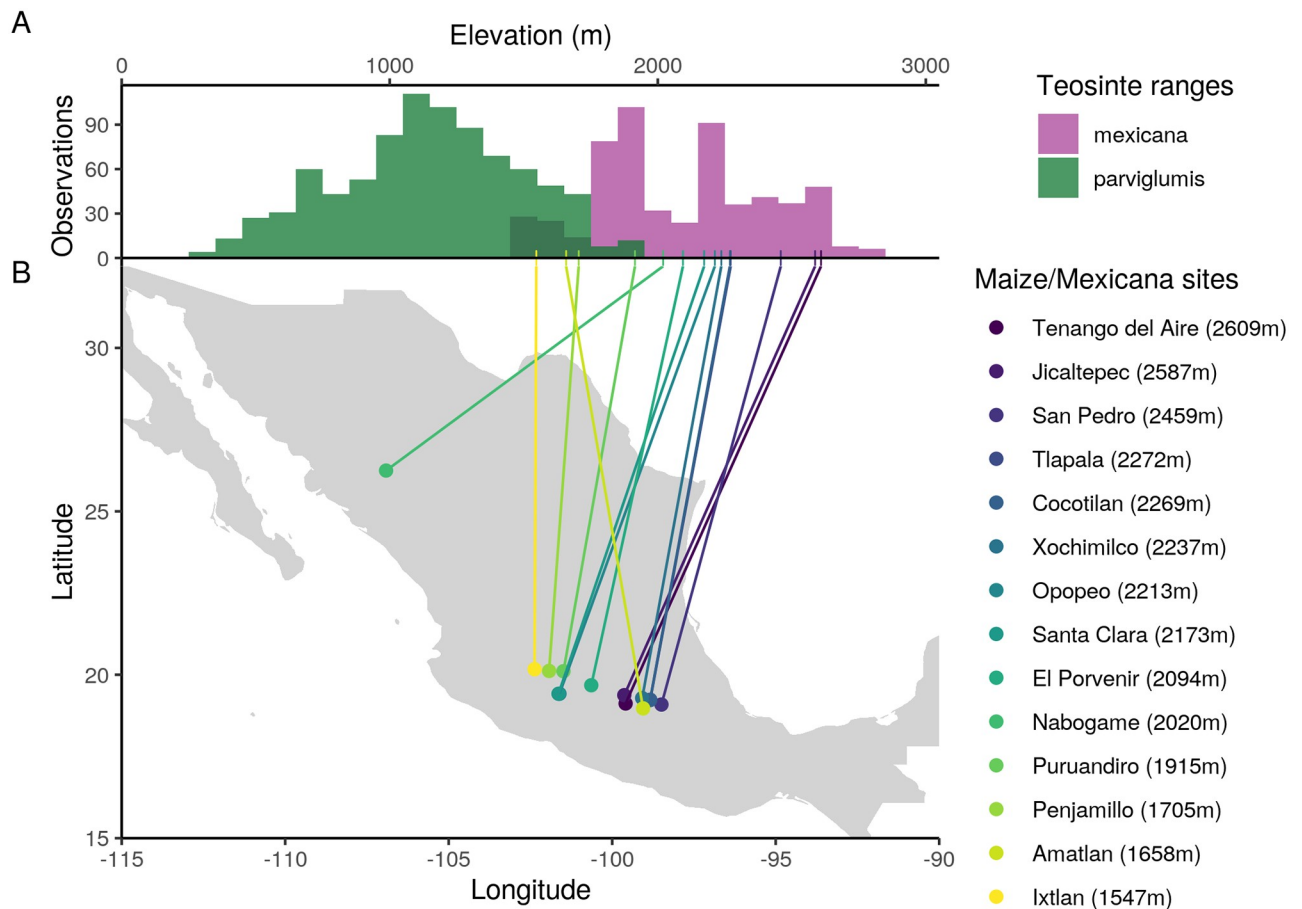 A
Elevation (m)
0 1000 2000 3000
Observations
90
60
30
0
Teosinte ranges
mexicana
parviglumis
B
Latitude
30
25
20
15
-115 -110 -105 -100 -95 -90
Longitude
Maize/Mexicana sites
Tenango del Aire (2609m)
Jicaltepec (2587m)
San Pedro (2459m)
Tlapala (2272m)
Cocotilan (2269m)
Xochimilco (2237m)
Opopeo (2213m)
Santa Clara (2173m)
El Porvenir (2094m)
Nabogame (2020m)
Puruandiro (1915m)
Penjamillo (1705m)
Amatlan (1658m)
Ixtlan (1547m)